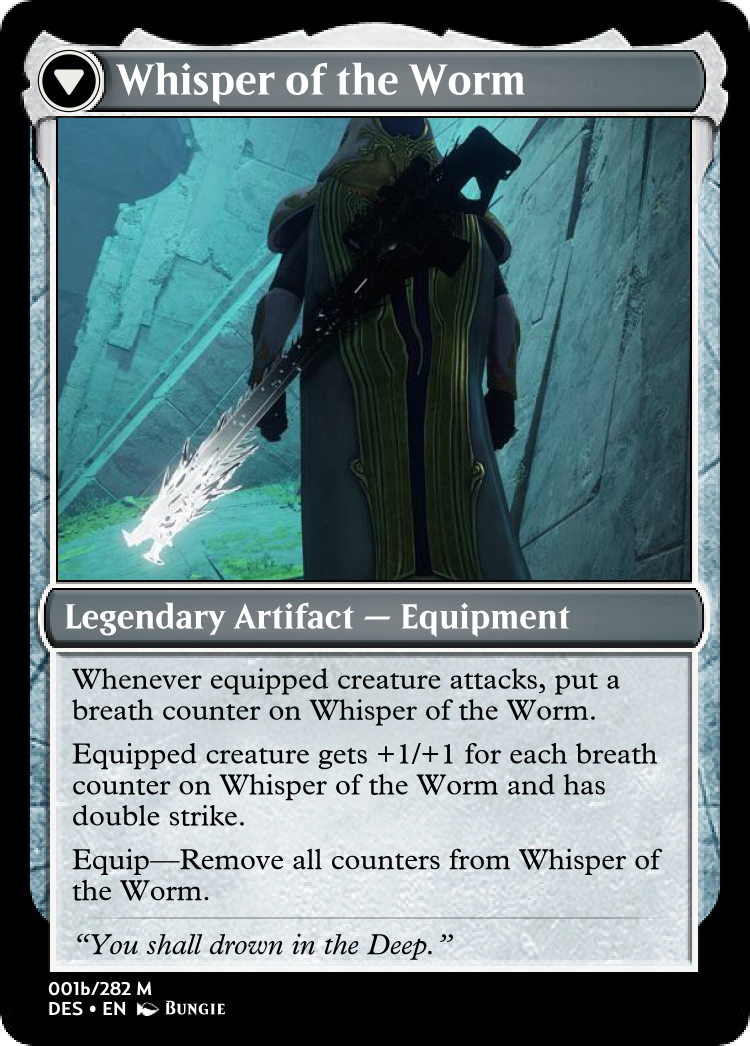 Whisper of the Worm
Legendary Artifact — Equipment
Whenever equipped creature attacks, put a
breath counter on Whisper of the Worm.
Equipped creature gets +1/+1 for each breath
counter on Whisper of the Worm and has
double strike.
Equip—Remove all counters from Whisper of
the Worm.
“You shall drown in the Deep.”
001b/282 M
DES • EN Bungie